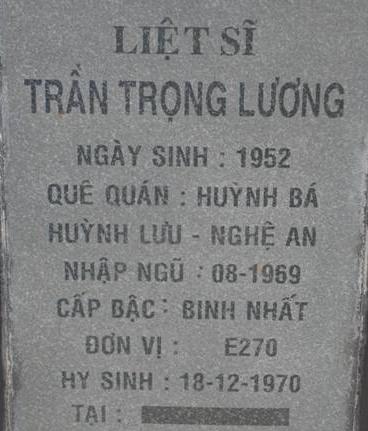 LIỆT SĨ
TRẦN TRỌNG LƯƠNG
NGÀY SINH : 1952
QUÊ QUÁN : HUỲNH BÁ
HUỲNH LƯU - NGHỆ AN
NHẬP NGŨ : 08-1969
CẤP BẬC : BINH NHẤT
ĐƠN VỊ : E270
HY SINH : 18-12-1970
TẠI :